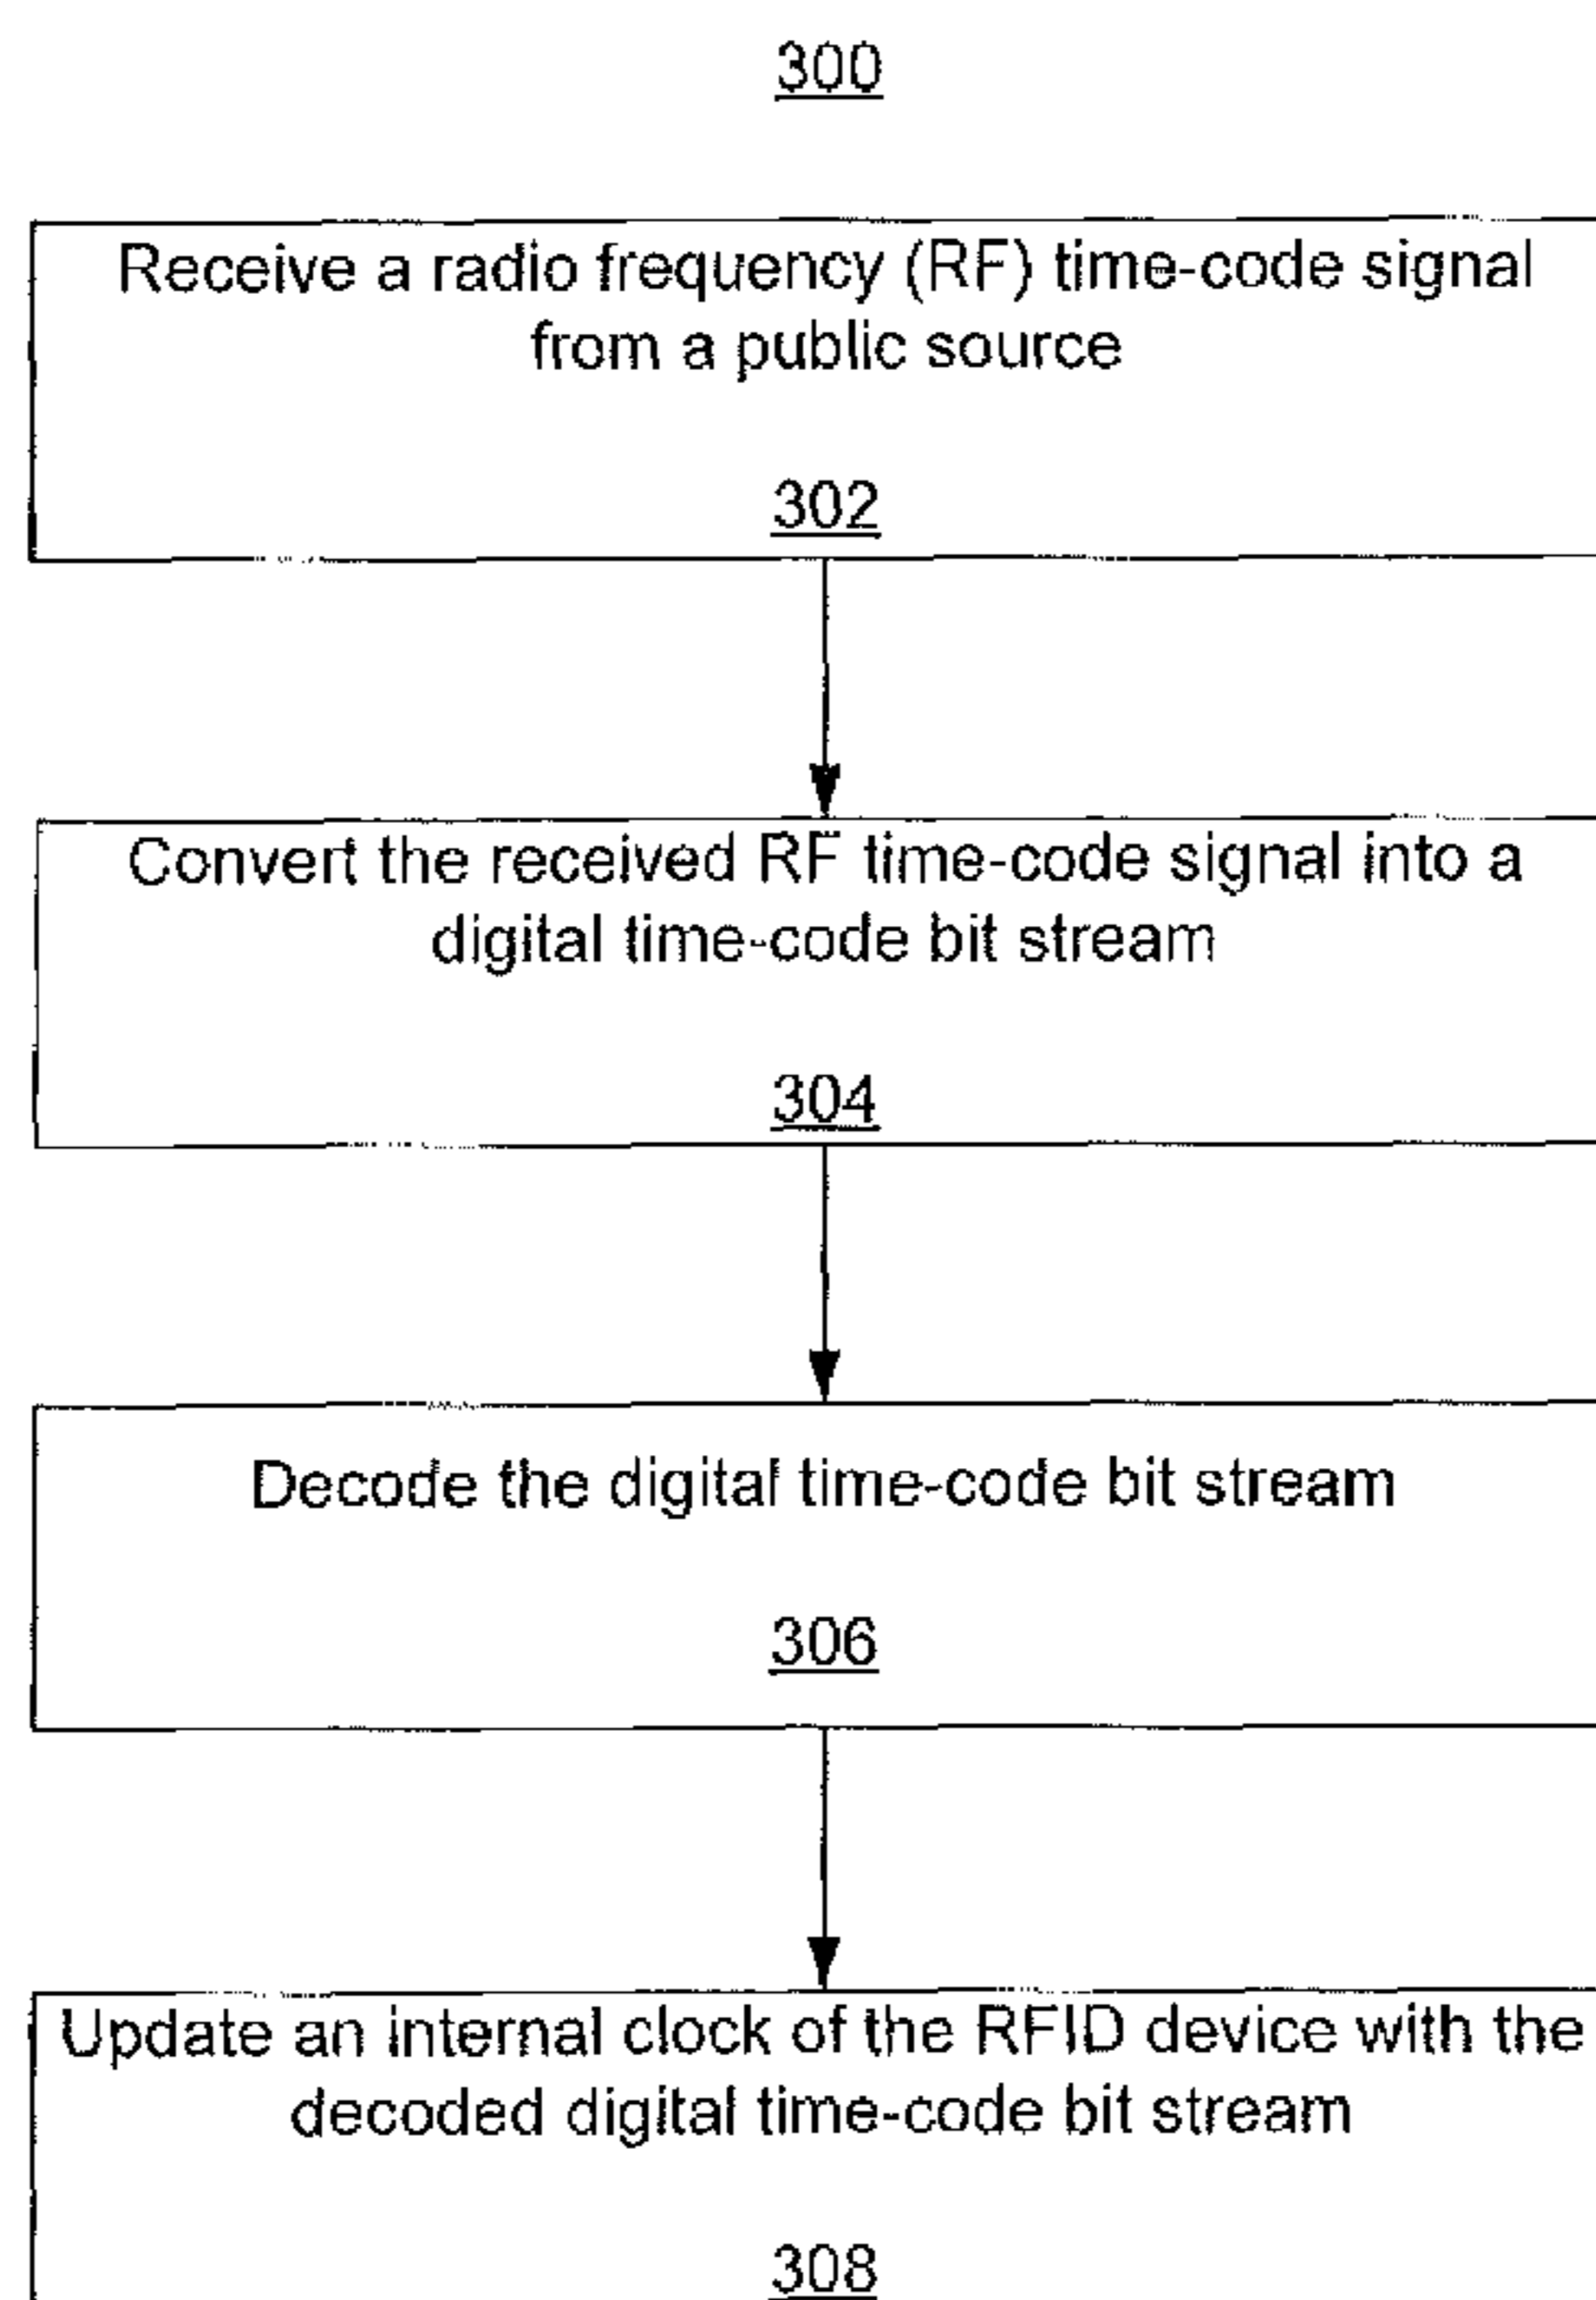 300
Receive a radio frequency (RF) time-code signal
from a public source
302
Convert the received RF time-code signal into a
digital time-code bit stream
304
Decode the digital time-code bit stream
306
Update an internal clock of the RFID device with the
decoded digital time-code bit stream
308